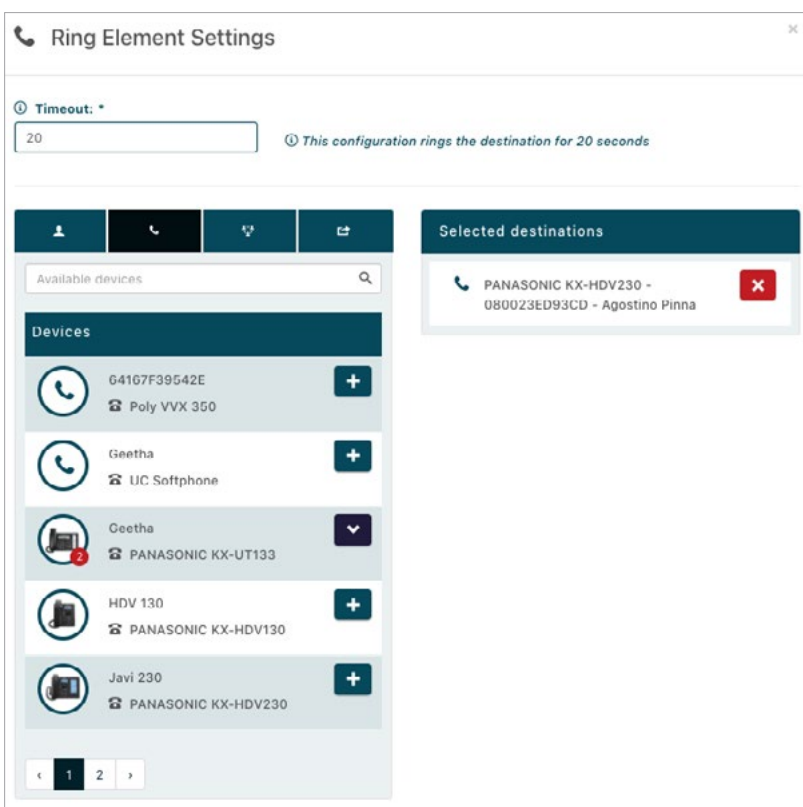 Ring Element Settings
Timeout: *
20
This configuration rings the destination for 20 seconds
Available devices
Devices
64167F39542E
Poly VVX 350
Geetha
UC Softphone
Geetha
2
PANASONIC KX-UT133
HDV 130
PANASONIC KX-HDV130
Javi 230
PANASONIC KX-HDV230
‹ 1 2 ›
Selected destinations
PANASONIC KX-HDV230 -
080023ED93CD - Agostino Pinna